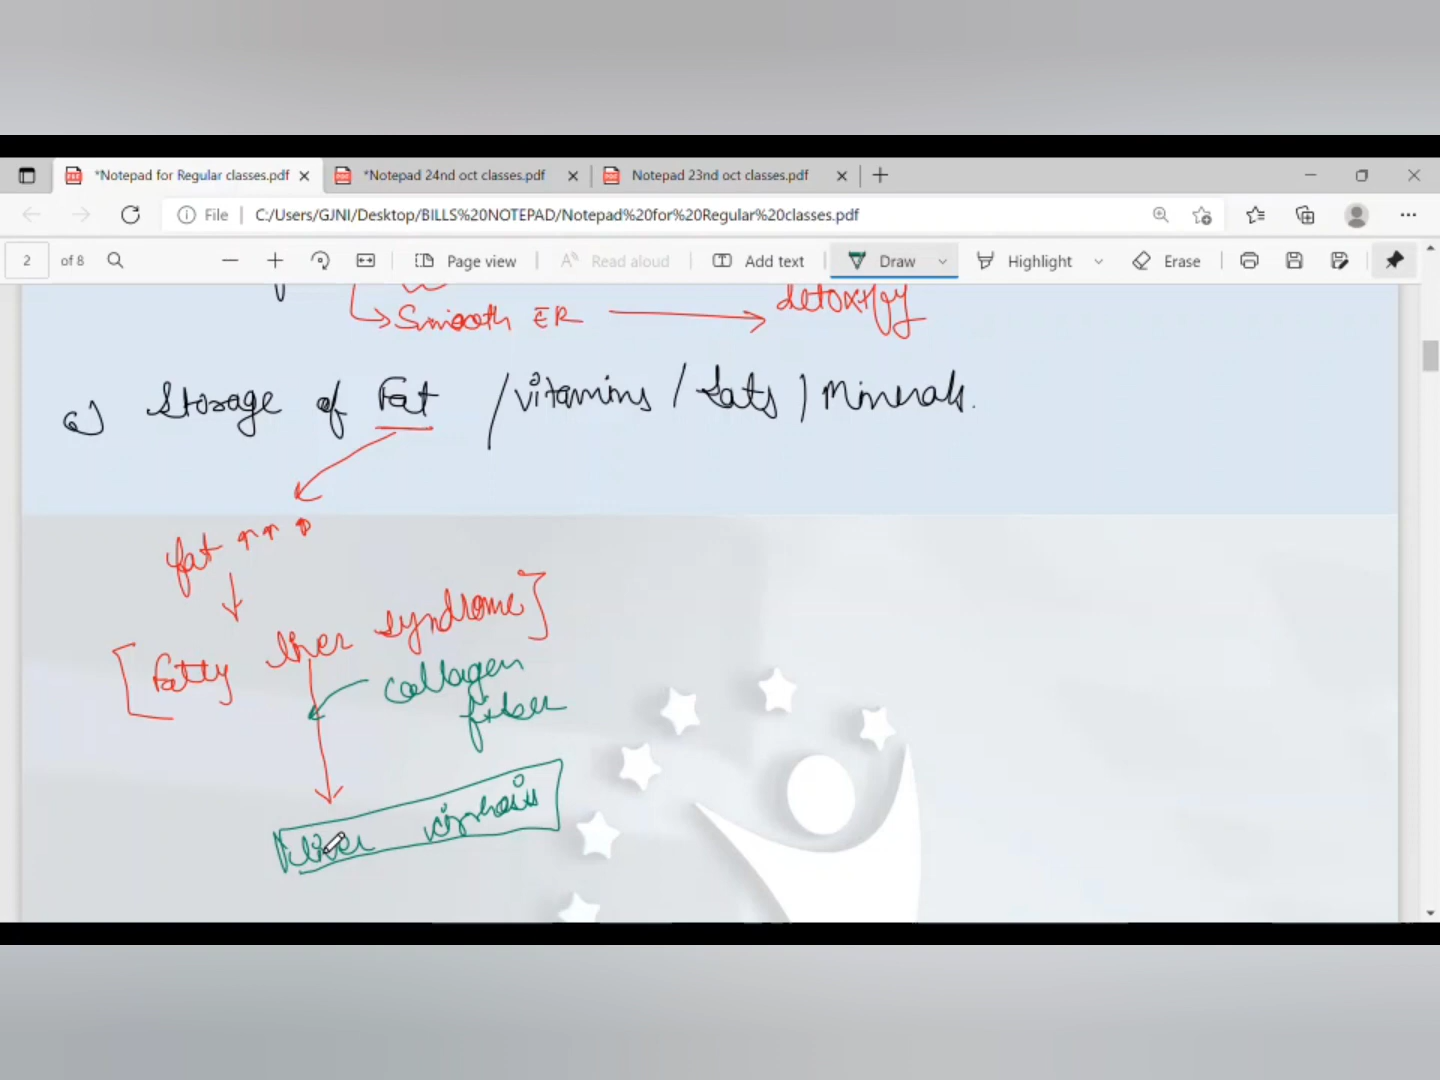 *Notepad for Regular classes.pdf
*Notepad 24nd oct classes.pdf
Notepad 23nd oct classes.pdf
File
C:/Users/GJNI/Desktop/BILLS%20NOTEPAD/Notepad%20for%20Regular%20classes.pdf
2 of 8
Page view
Read aloud
Add text
Draw
Highlight
Erase
Smooth ER
detoxify
Storage of Fat / vitamins / Salts / Minerals.
fat
[Fatty liver syndrome]
collagen
fiber
liver